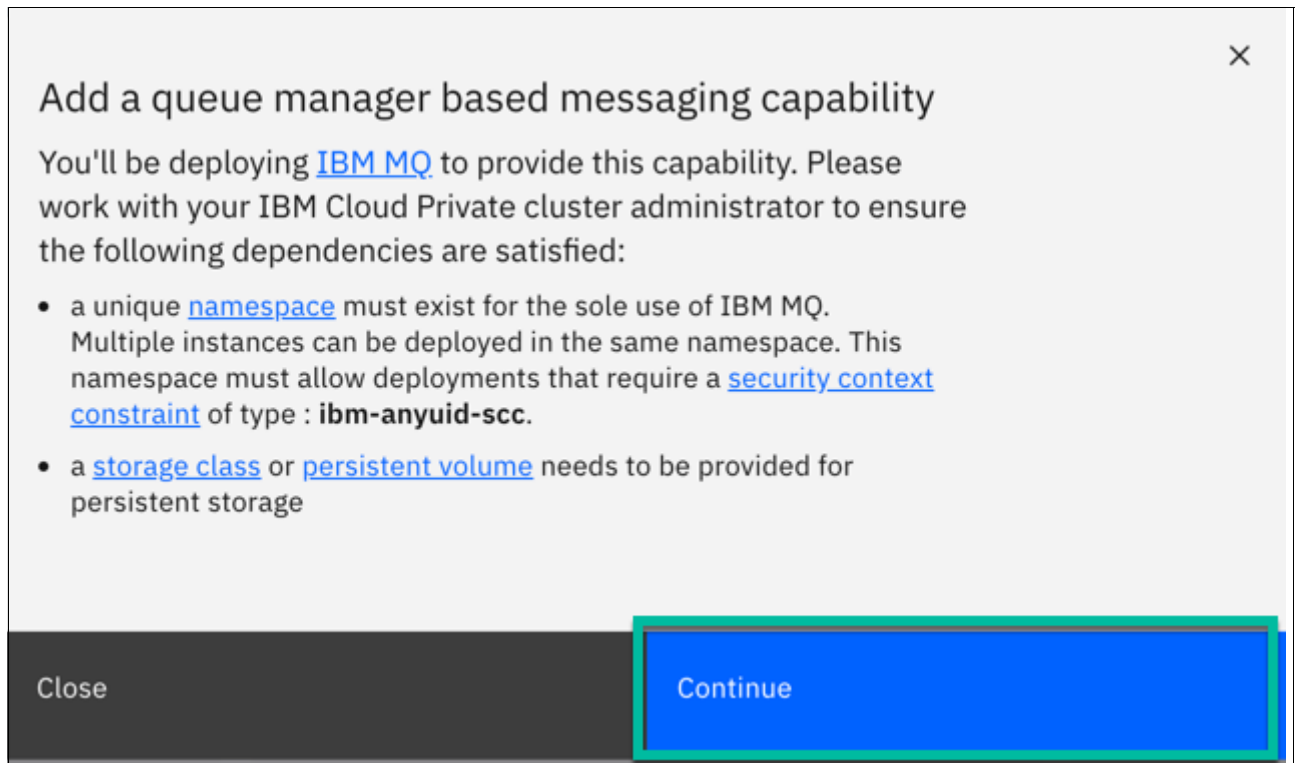 Add a queue manager based messaging capability
You'll be deploying IBM MQ to provide this capability. Please
work with your IBM Cloud Private cluster administrator to ensure
the following dependencies are satisfied:
• a unique namespace must exist for the sole use of IBM MQ.
Multiple instances can be deployed in the same namespace. This
namespace must allow deployments that require a security context
constraint of type : ibm-anyuid-scc.
• a storage class or persistent volume needs to be provided for
persistent storage
Close
Continue